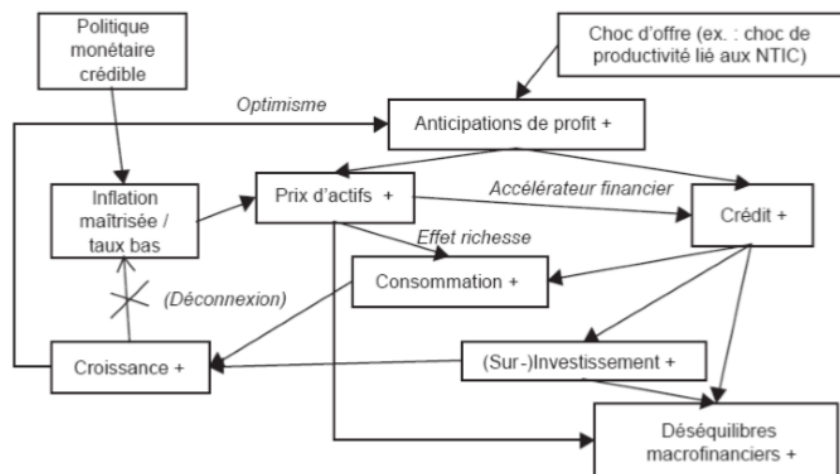 Politique
monétaire
crédible
Choc d'offre (ex. : choc de
productivité lié aux NTIC)
Optimisme
Anticipations de profit +
Inflation
maîtrisée /
taux bas
Prix d'actifs +
Accélérateur financier
Crédit +
Effet richesse
Consommation +
(Déconnexion)
Croissance +
(Sur-)Investissement +
Déséquilibres
macrofinanciers +